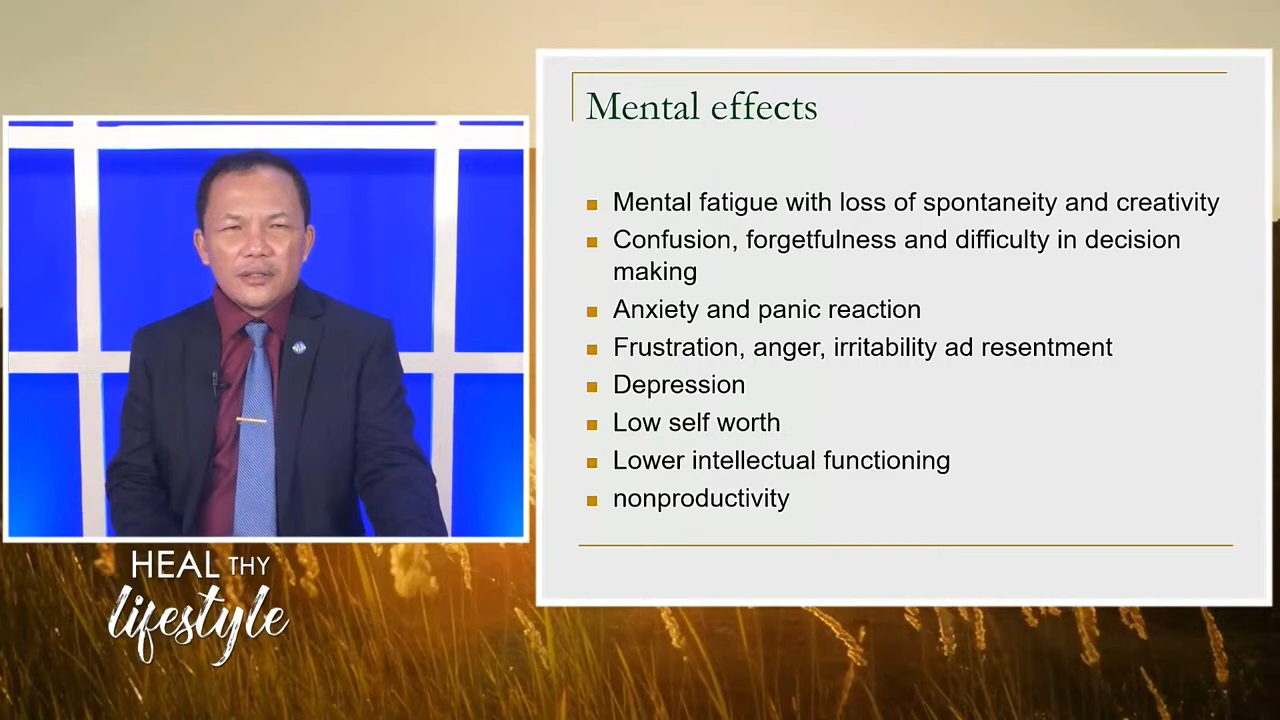 Mental effects
Mental fatigue with loss of spontaneity and creativity
Confusion, forgetfulness and difficulty in decision
making
Anxiety and panic reaction
Frustration, anger, irritability ad resentment
Depression
Low self worth
Lower intellectual functioning
nonproductivity
HEAL THY
lifestyle